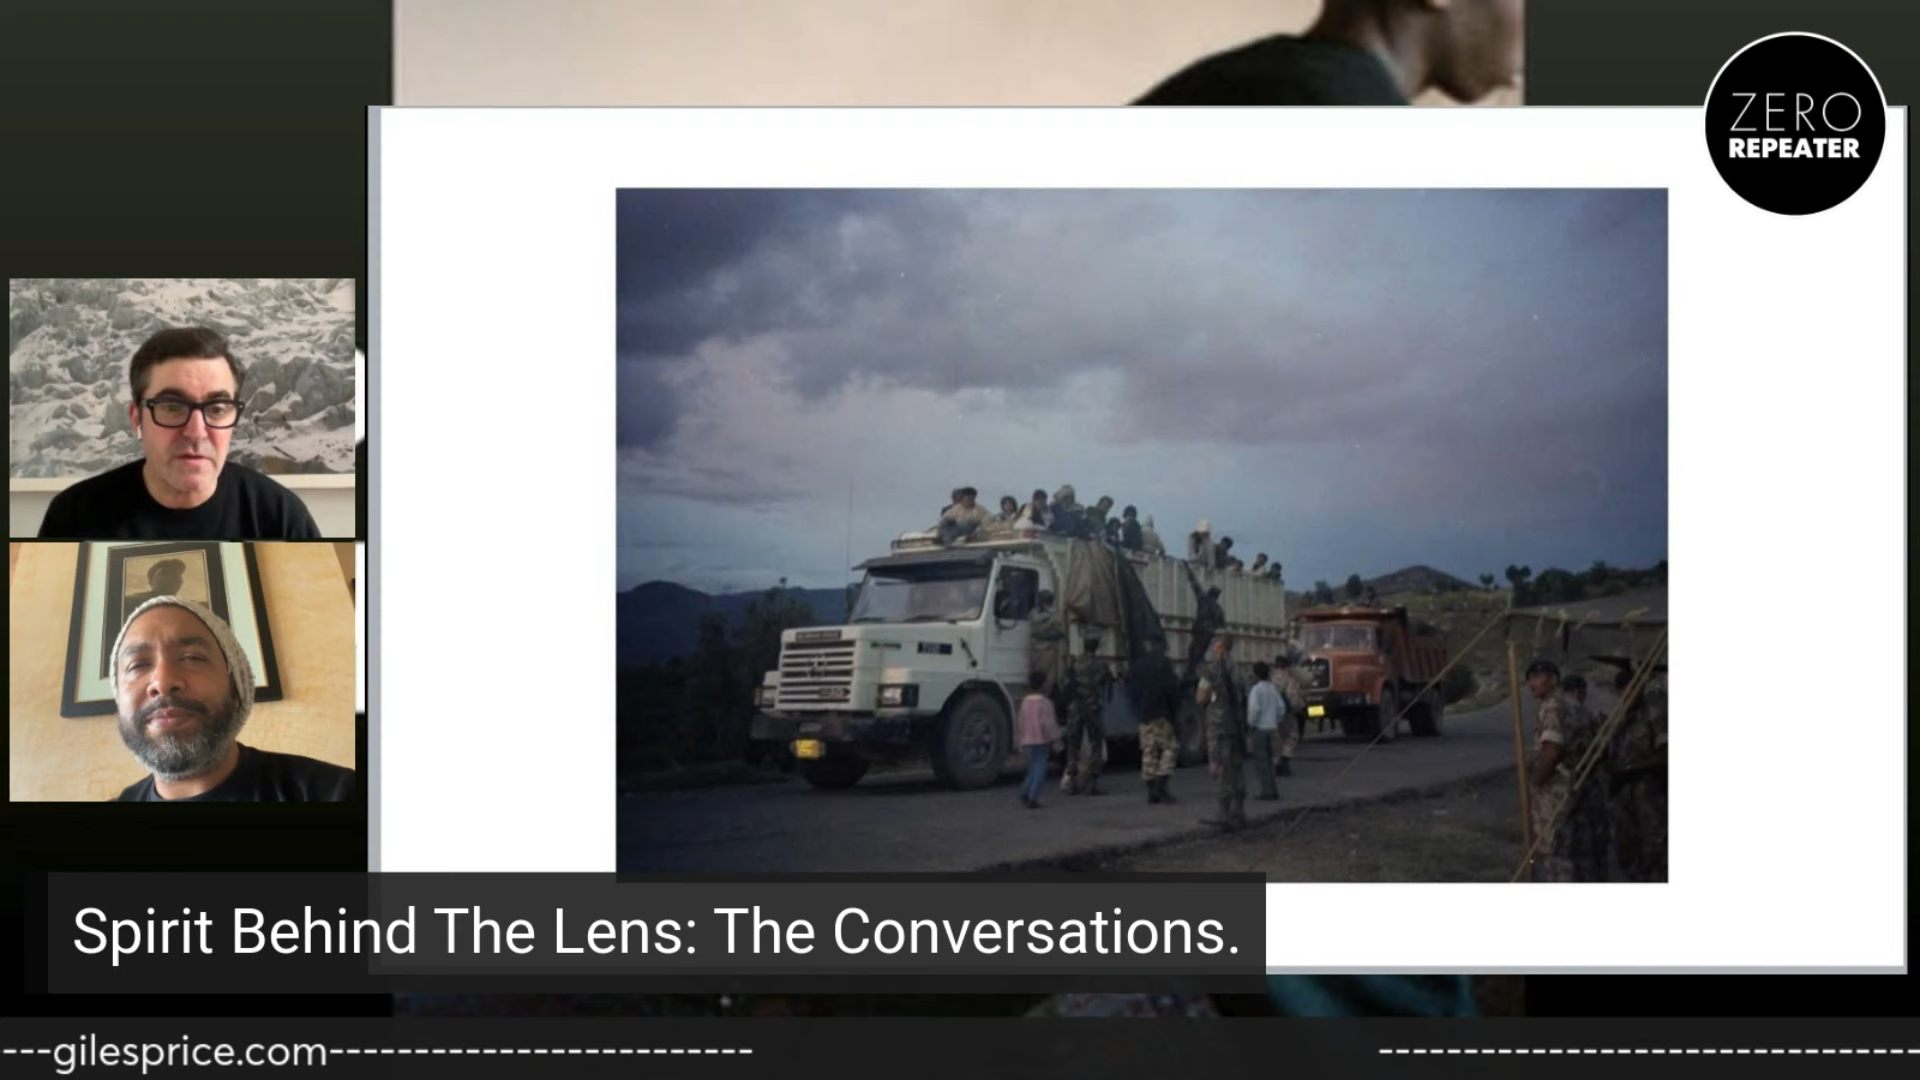 ZERO
REPEATER
Spirit Behind The Lens: The Conversations.
---gilesprice.com--------------------------
--------------------------------